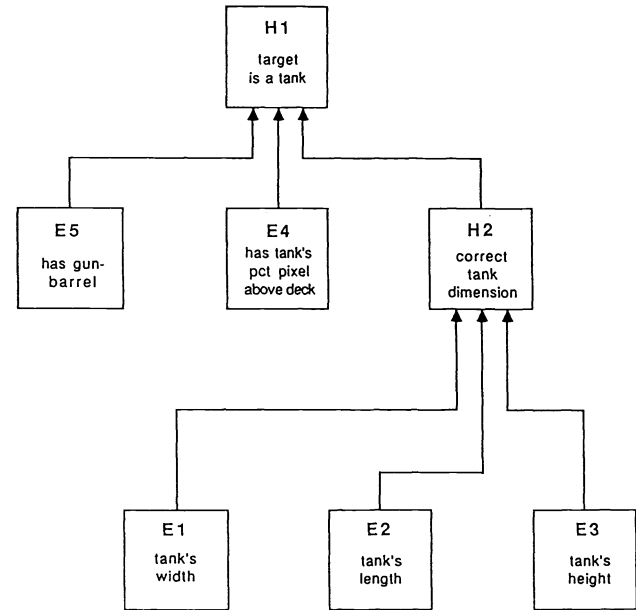 H1
target
is a tank
E5
has gun-
barrel
E4
has tank's
pct pixel
above deck
H2
correct
tank
dimension
E1
tank's
width
E2
tank's
length
E3
tank's
height